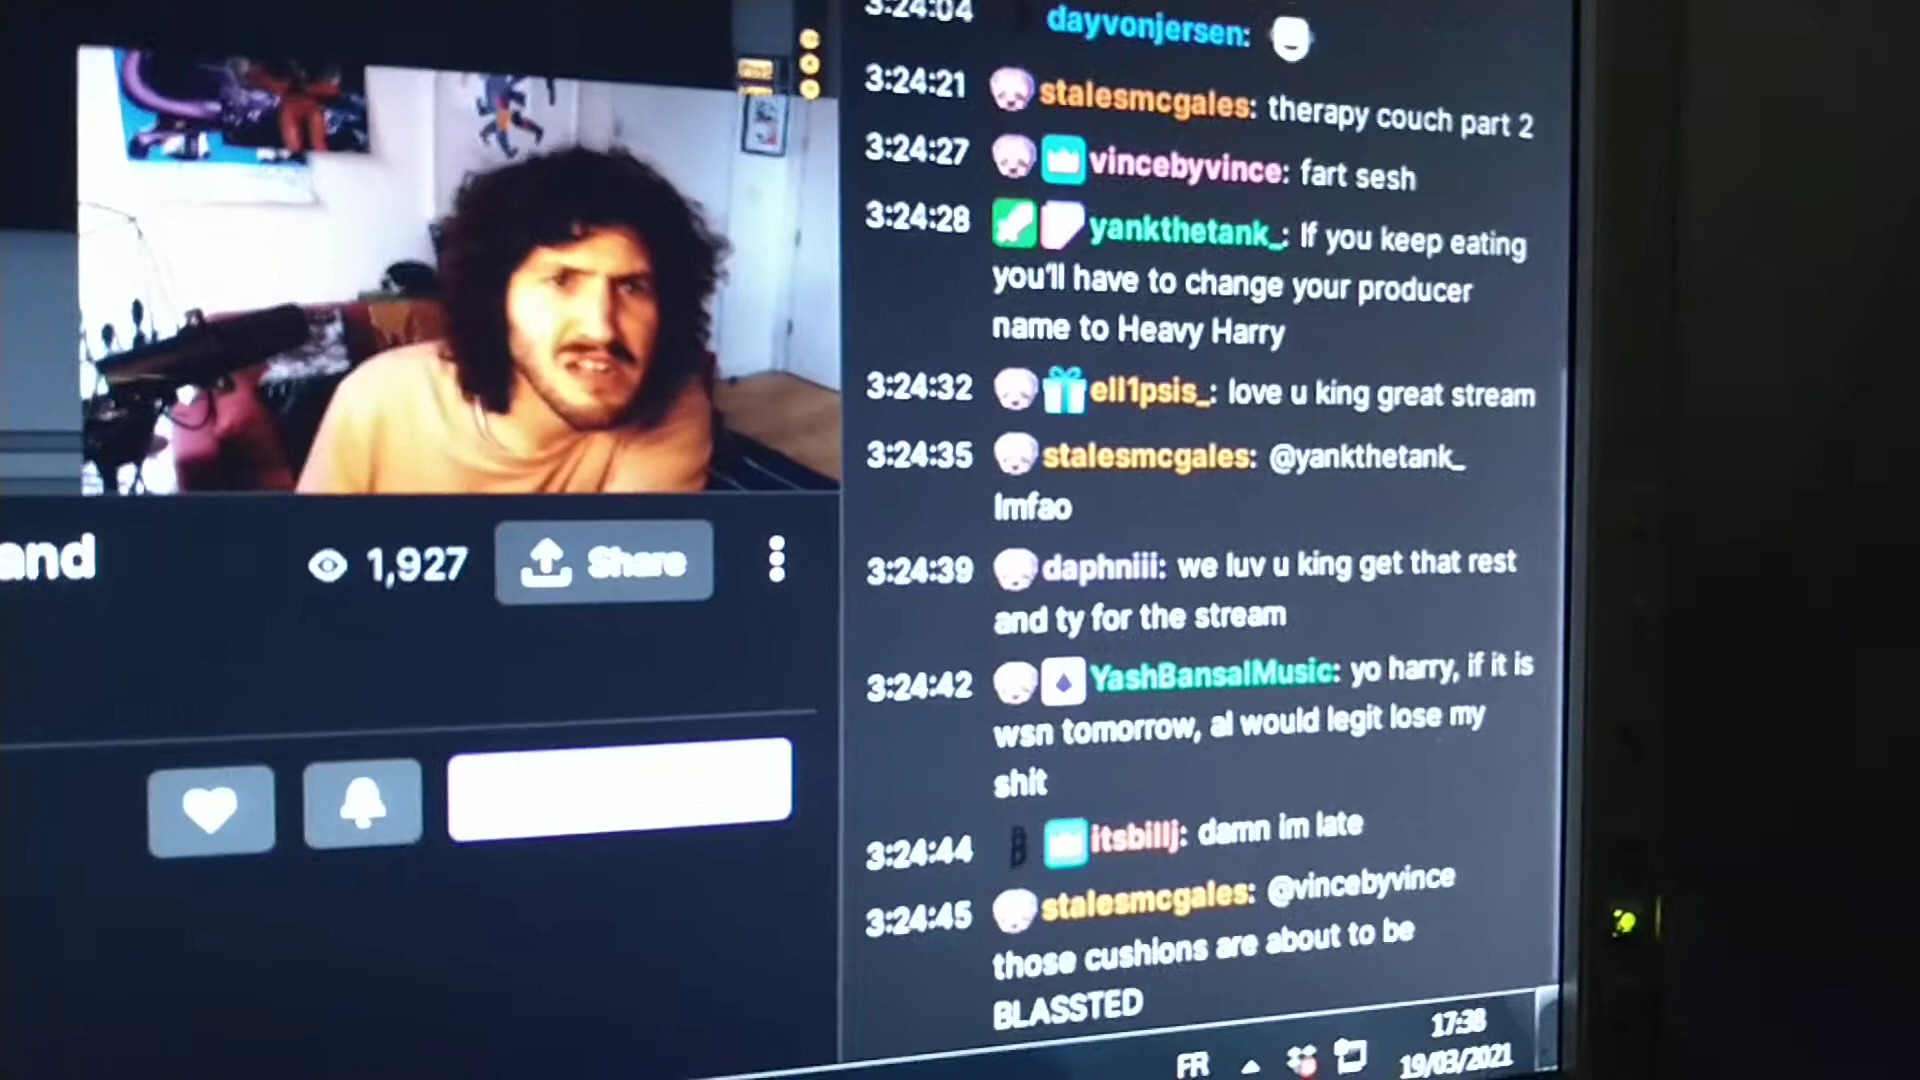 3:24:04 dayvonjersen:
3:24:21 stalesmcgales: therapy couch part 2
3:24:27 vincebyvince: fart sesh
3:24:28 yankthetank_: If you keep eating
you'll have to change your producer
name to Heavy Harry
3:24:32 ell1psis_: love u king great stream
3:24:35 stalesmcgales: @yankthetank_
lmfao
3:24:39 daphniii: we luv u king get that rest
and ty for the stream
3:24:42 YashBansalMusic: yo harry, if it is
wsn tomorrow, al would legit lose my
shit
3:24:44 itsbillj: damn im late
3:24:45 stalesmcgales: @vincebyvince
those cushions are about to be
BLASSTED
and
1,927
Share
FR
17:38
19/03/2021